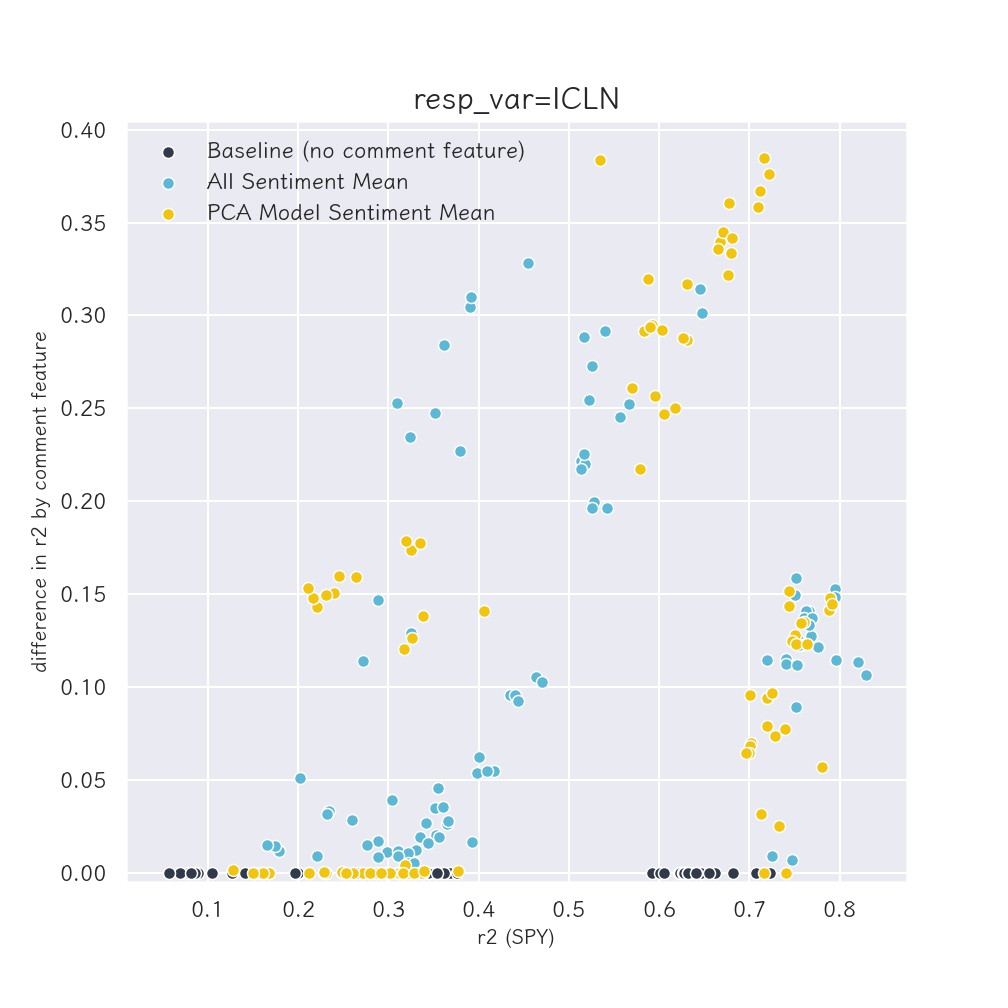 resp_var=ICLN
Baseline (no comment feature)
All Sentiment Mean
PCA Model Sentiment Mean
0.40
0.35
0.30
0.25
0.20
0.15
0.10
0.05
0.00
difference in r2 by comment feature
0.1 0.2 0.3 0.4 0.5 0.6 0.7 0.8
r2 (SPY)